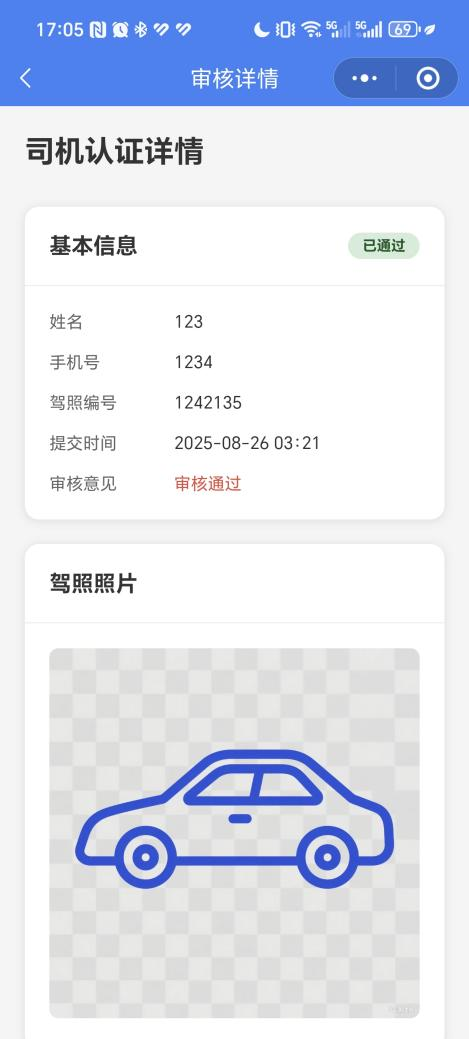 17:05
5G
5G
69
审核详情
司机认证详情
基本信息
已通过
姓名 123
手机号 1234
驾照编号 1242135
提交时间 2025-08-26 03:21
审核意见 审核通过
驾照照片